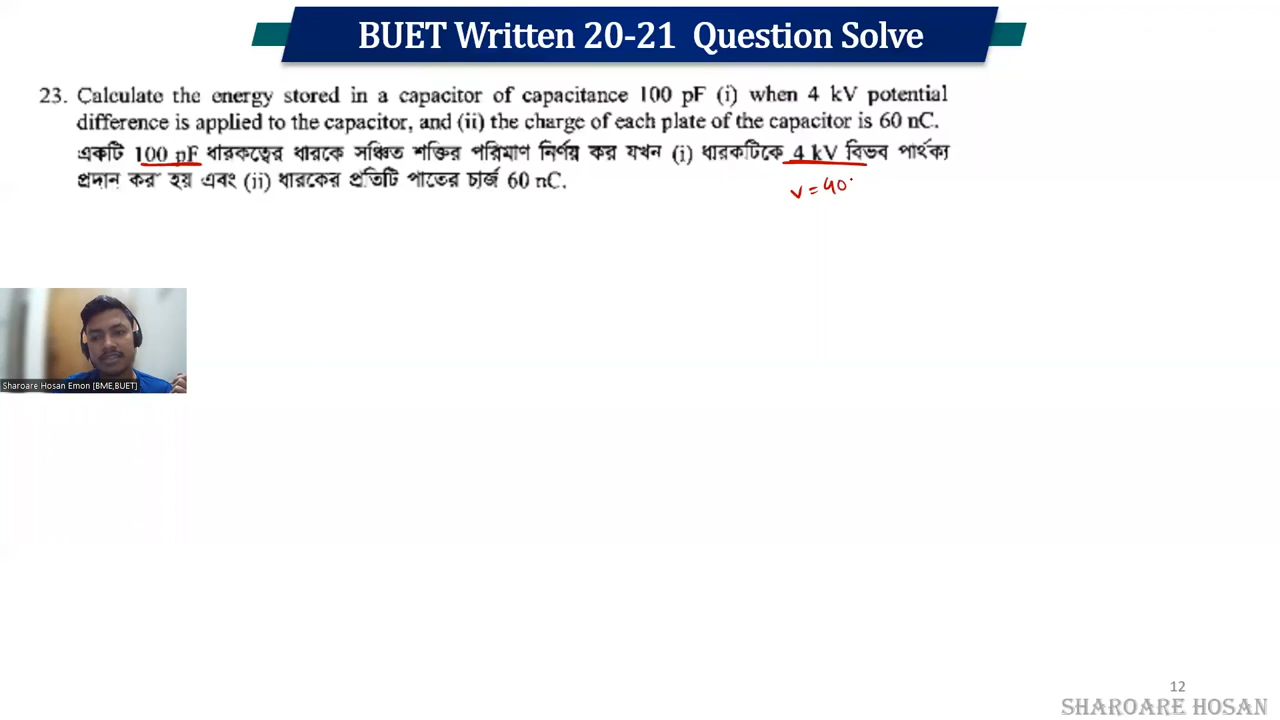 BUET Written 20-21 Question Solve
23. Calculate the energy stored in a capacitor of capacitance 100 pF (i) when 4 kV potential
difference is applied to the capacitor, and (ii) the charge of each plate of the capacitor is 60 nC.
একটি 100 pF ধারকত্বের ধারকে সঞ্চিত শক্তির পরিমাণ নির্ণয় কর যখন (i) ধারকটিকে 4 kV বিভব পার্থক্য
প্রদান কর হয় এবং (ii) ধারকের প্রতিটি পাতের চার্জ 60 nC.
v = 40
Sharoare Hosan Emon [BME,BUET]
12
SHAROARE HOSAN